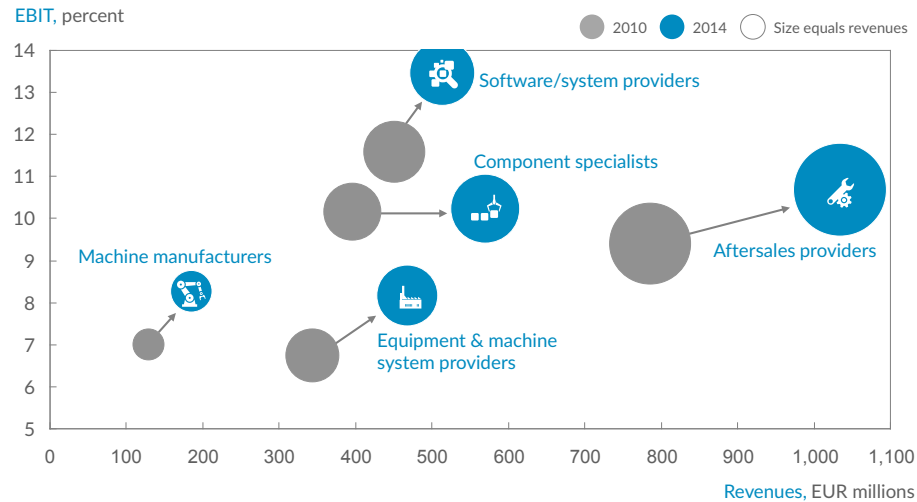 EBIT, percent
2010
2014
Size equals revenues
14
13
12
11
10
9
8
7
6
5
Software/system providers
Component specialists
Aftersales providers
Machine manufacturers
Equipment & machine
system providers
0 100 200 300 400 500 600 700 800 900 1,000 1,100
Revenues, EUR millions